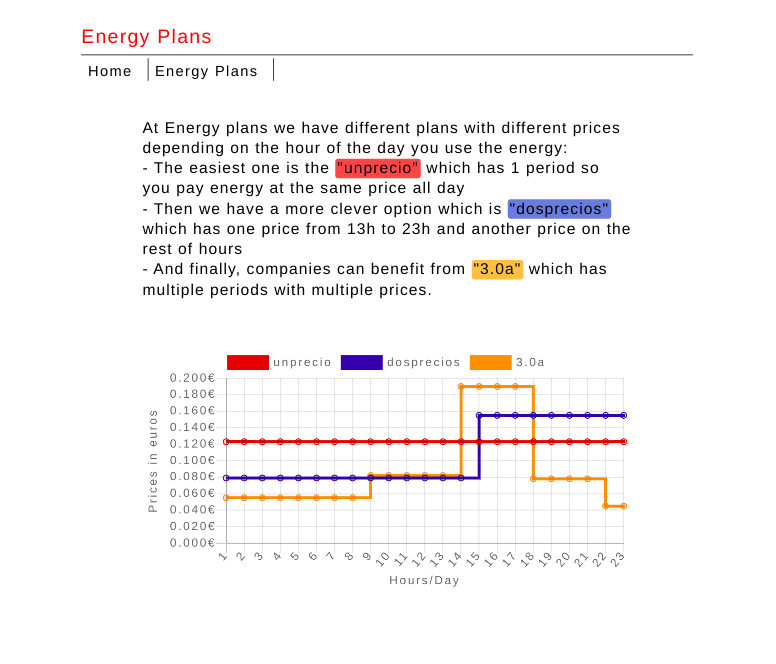 Energy Plans
Home
Energy Plans
At Energy plans we have different plans with different prices
depending on the hour of the day you use the energy:
- The easiest one is the "unprecio" which has 1 period so
you pay energy at the same price all day
- Then we have a more clever option which is "dosprecios"
which has one price from 13h to 23h and another price on the
rest of hours
- And finally, companies can benefit from "3.0a" which has
multiple periods with multiple prices.
unprecio dosprecios 3.0a
0.200€
0.180€
0.160€
0.140€
0.120€
0.100€
0.080€
0.060€
0.040€
0.020€
0.000€
Prices in euros
1 2 3 4 5 6 7 8 9 10 11 12 13 14 15 16 17 18 19 20 21 22 23
Hours/Day